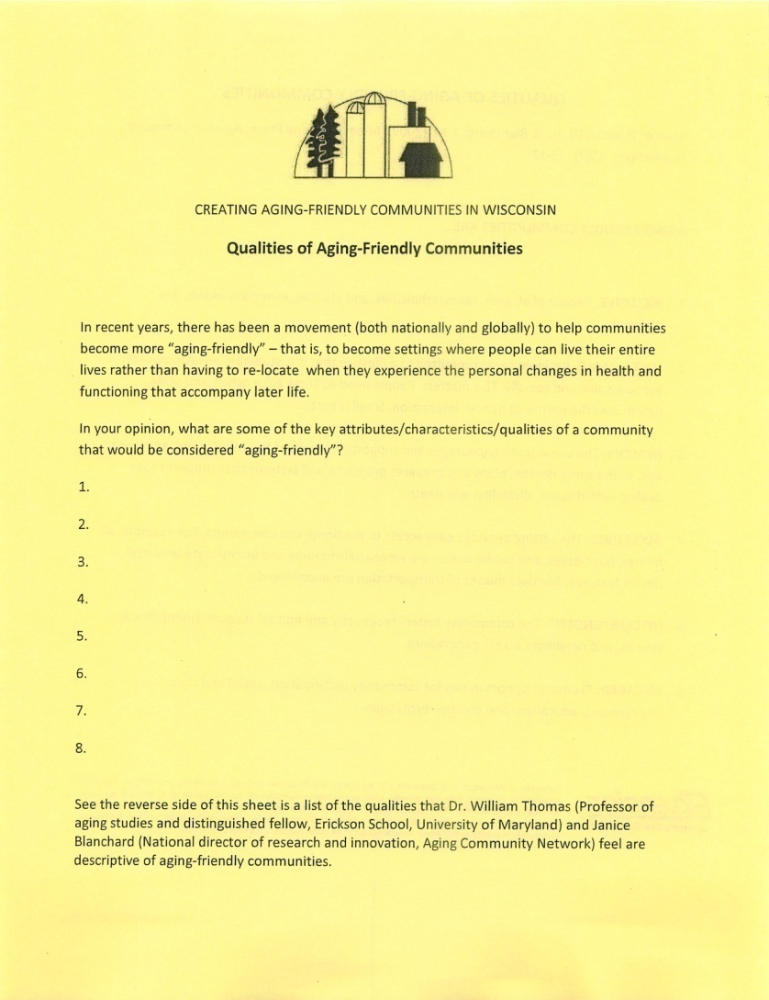 CREATING AGING-FRIENDLY COMMUNITIES IN WISCONSIN
Qualities of Aging-Friendly Communities
In recent years, there has been a movement (both nationally and globally) to help communities
become more “aging-friendly” – that is, to become settings where people can live their entire
lives rather than having to re-locate when they experience the personal changes in health and
functioning that accompany later life.
In your opinion, what are some of the key attributes/characteristics/qualities of a community
that would be considered “aging-friendly”?
1.
2.
3.
4.
5.
6.
7.
8.
See the reverse side of this sheet is a list of the qualities that Dr. William Thomas (Professor of
aging studies and distinguished fellow, Erickson School, University of Maryland) and Janice
Blanchard (National director of research and innovation, Aging Community Network) feel are
descriptive of aging-friendly communities.